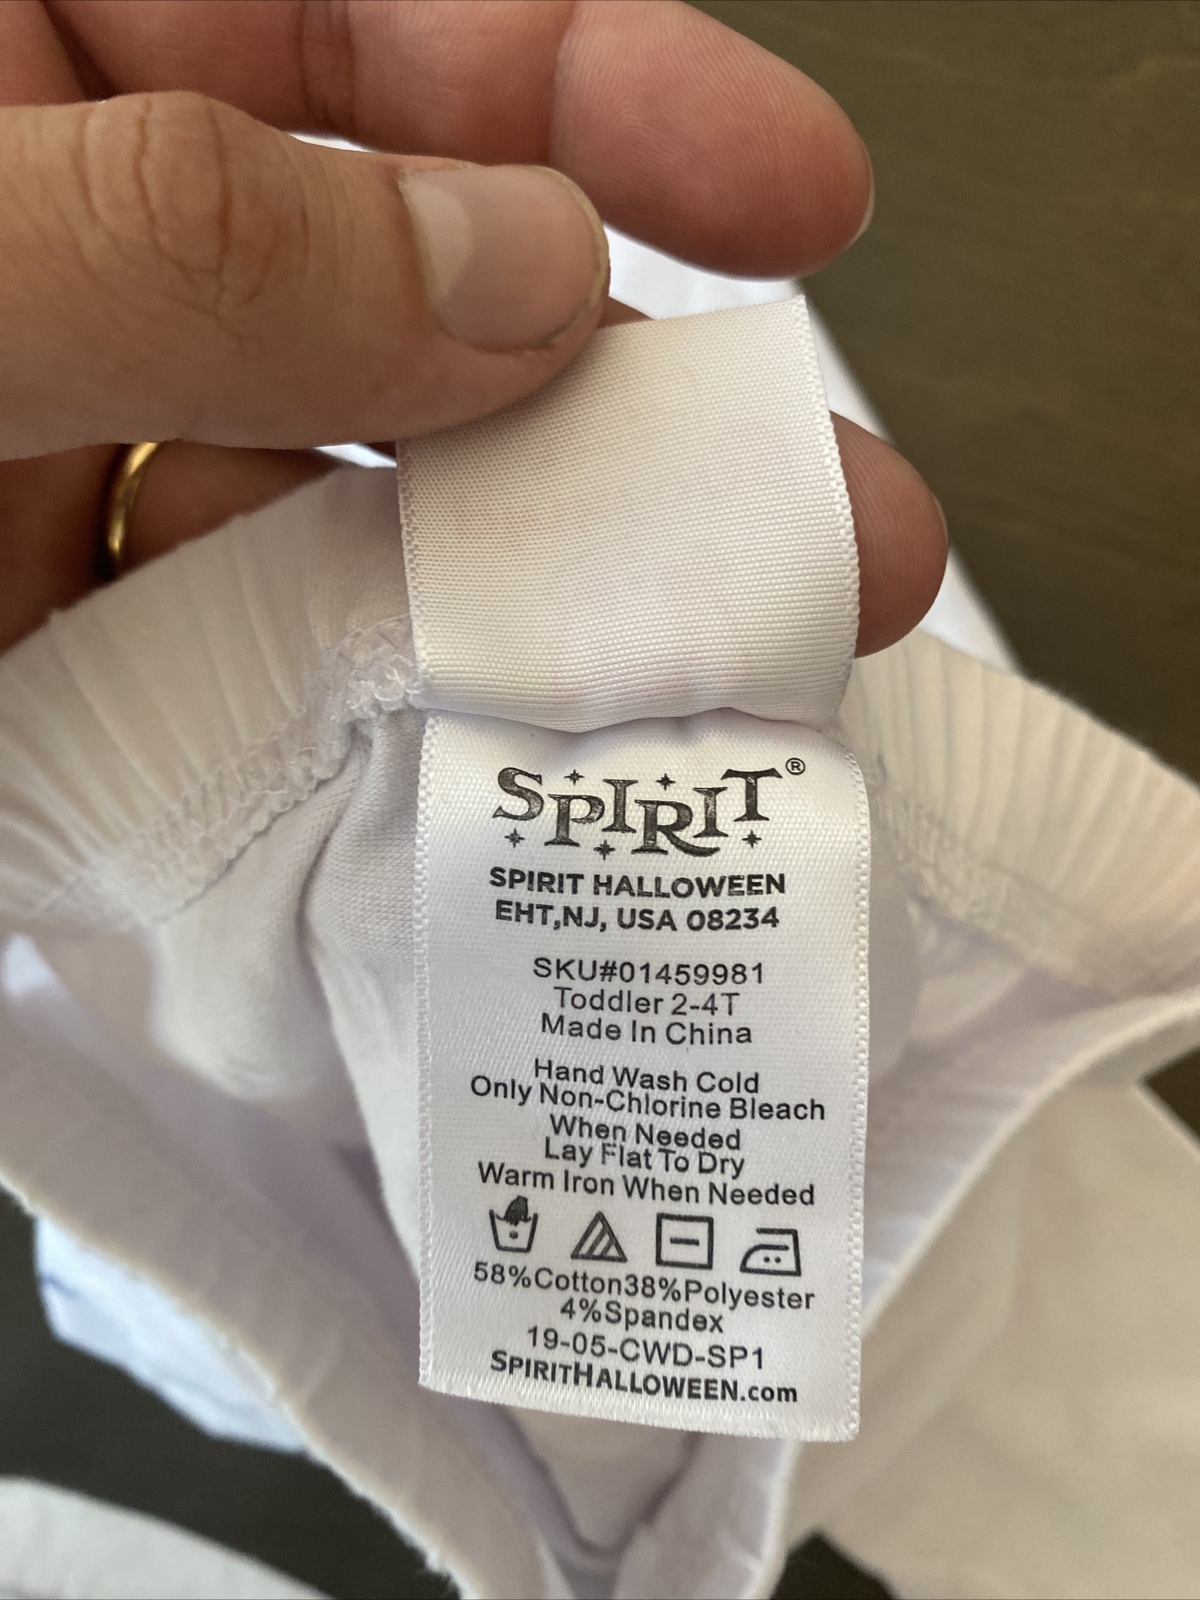 SPIRIT®
SPIRIT HALLOWEEN
EHT,NJ, USA 08234
SKU#01459981
Toddler 2-4T
Made In China
Hand Wash Cold
Only Non-Chlorine Bleach
When Needed
Lay Flat To Dry
Warm Iron When Needed
58%Cotton38%Polyester
4%Spandex
19-05-CWD-SP1
SPIRITHALLOWEEN.com